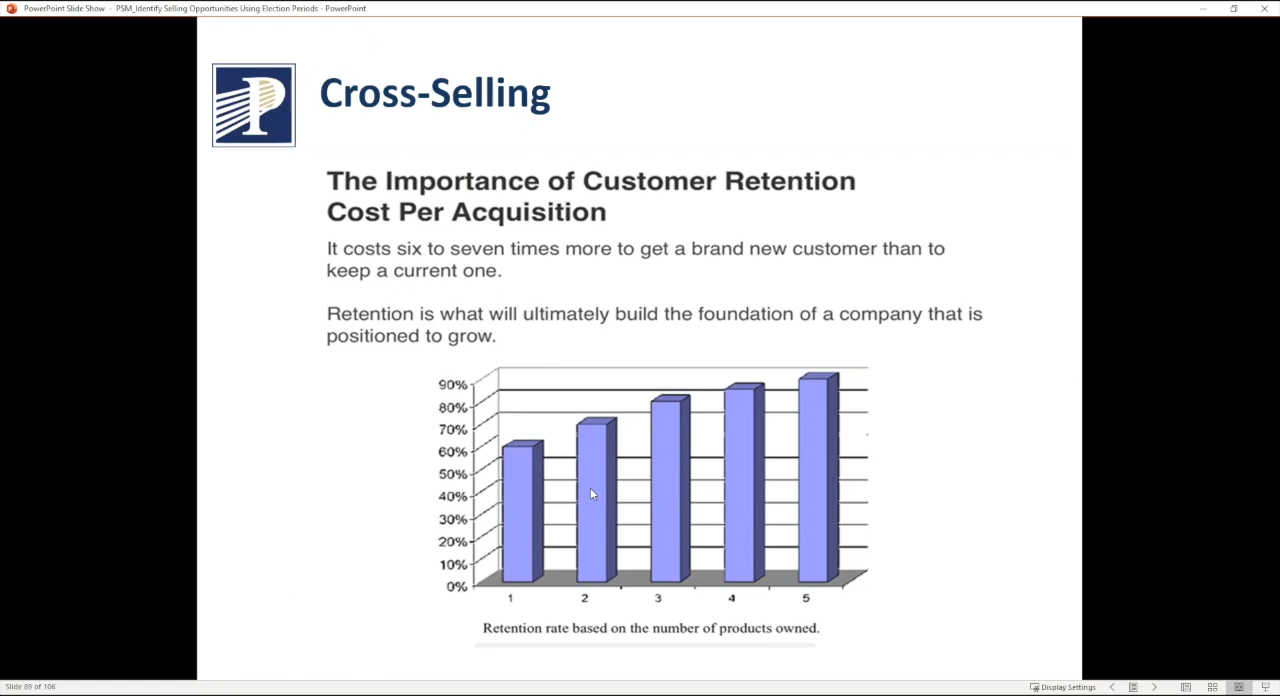 PowerPoint Slide Show - PSM_Identify Selling Opportunities Using Election Periods - PowerPoint
P
Cross-Selling
The Importance of Customer Retention
Cost Per Acquisition
It costs six to seven times more to get a brand new customer than to
keep a current one.
Retention is what will ultimately build the foundation of a company that is
positioned to grow.
90%
80%
70%
60%
50%
40%
30%
20%
10%
0%
1 2 3 4 5
Retention rate based on the number of products owned.
Slide 89 of 106
Display Settings